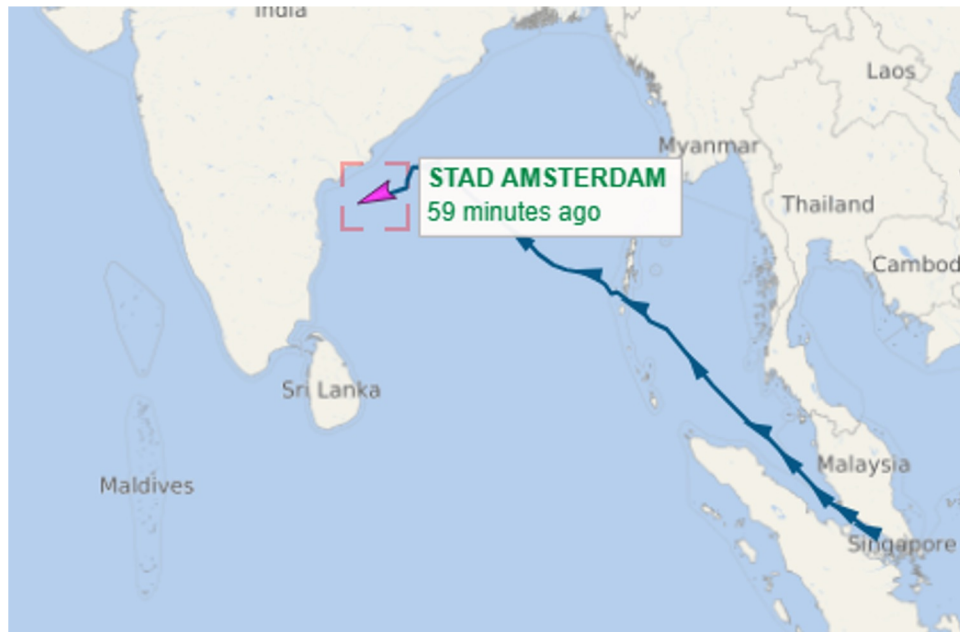 India
Laos
Myanmar
STAD AMSTERDAM
59 minutes ago
Thailand
Cambod
Sri Lanka
Malaysia
Maldives
Singapore